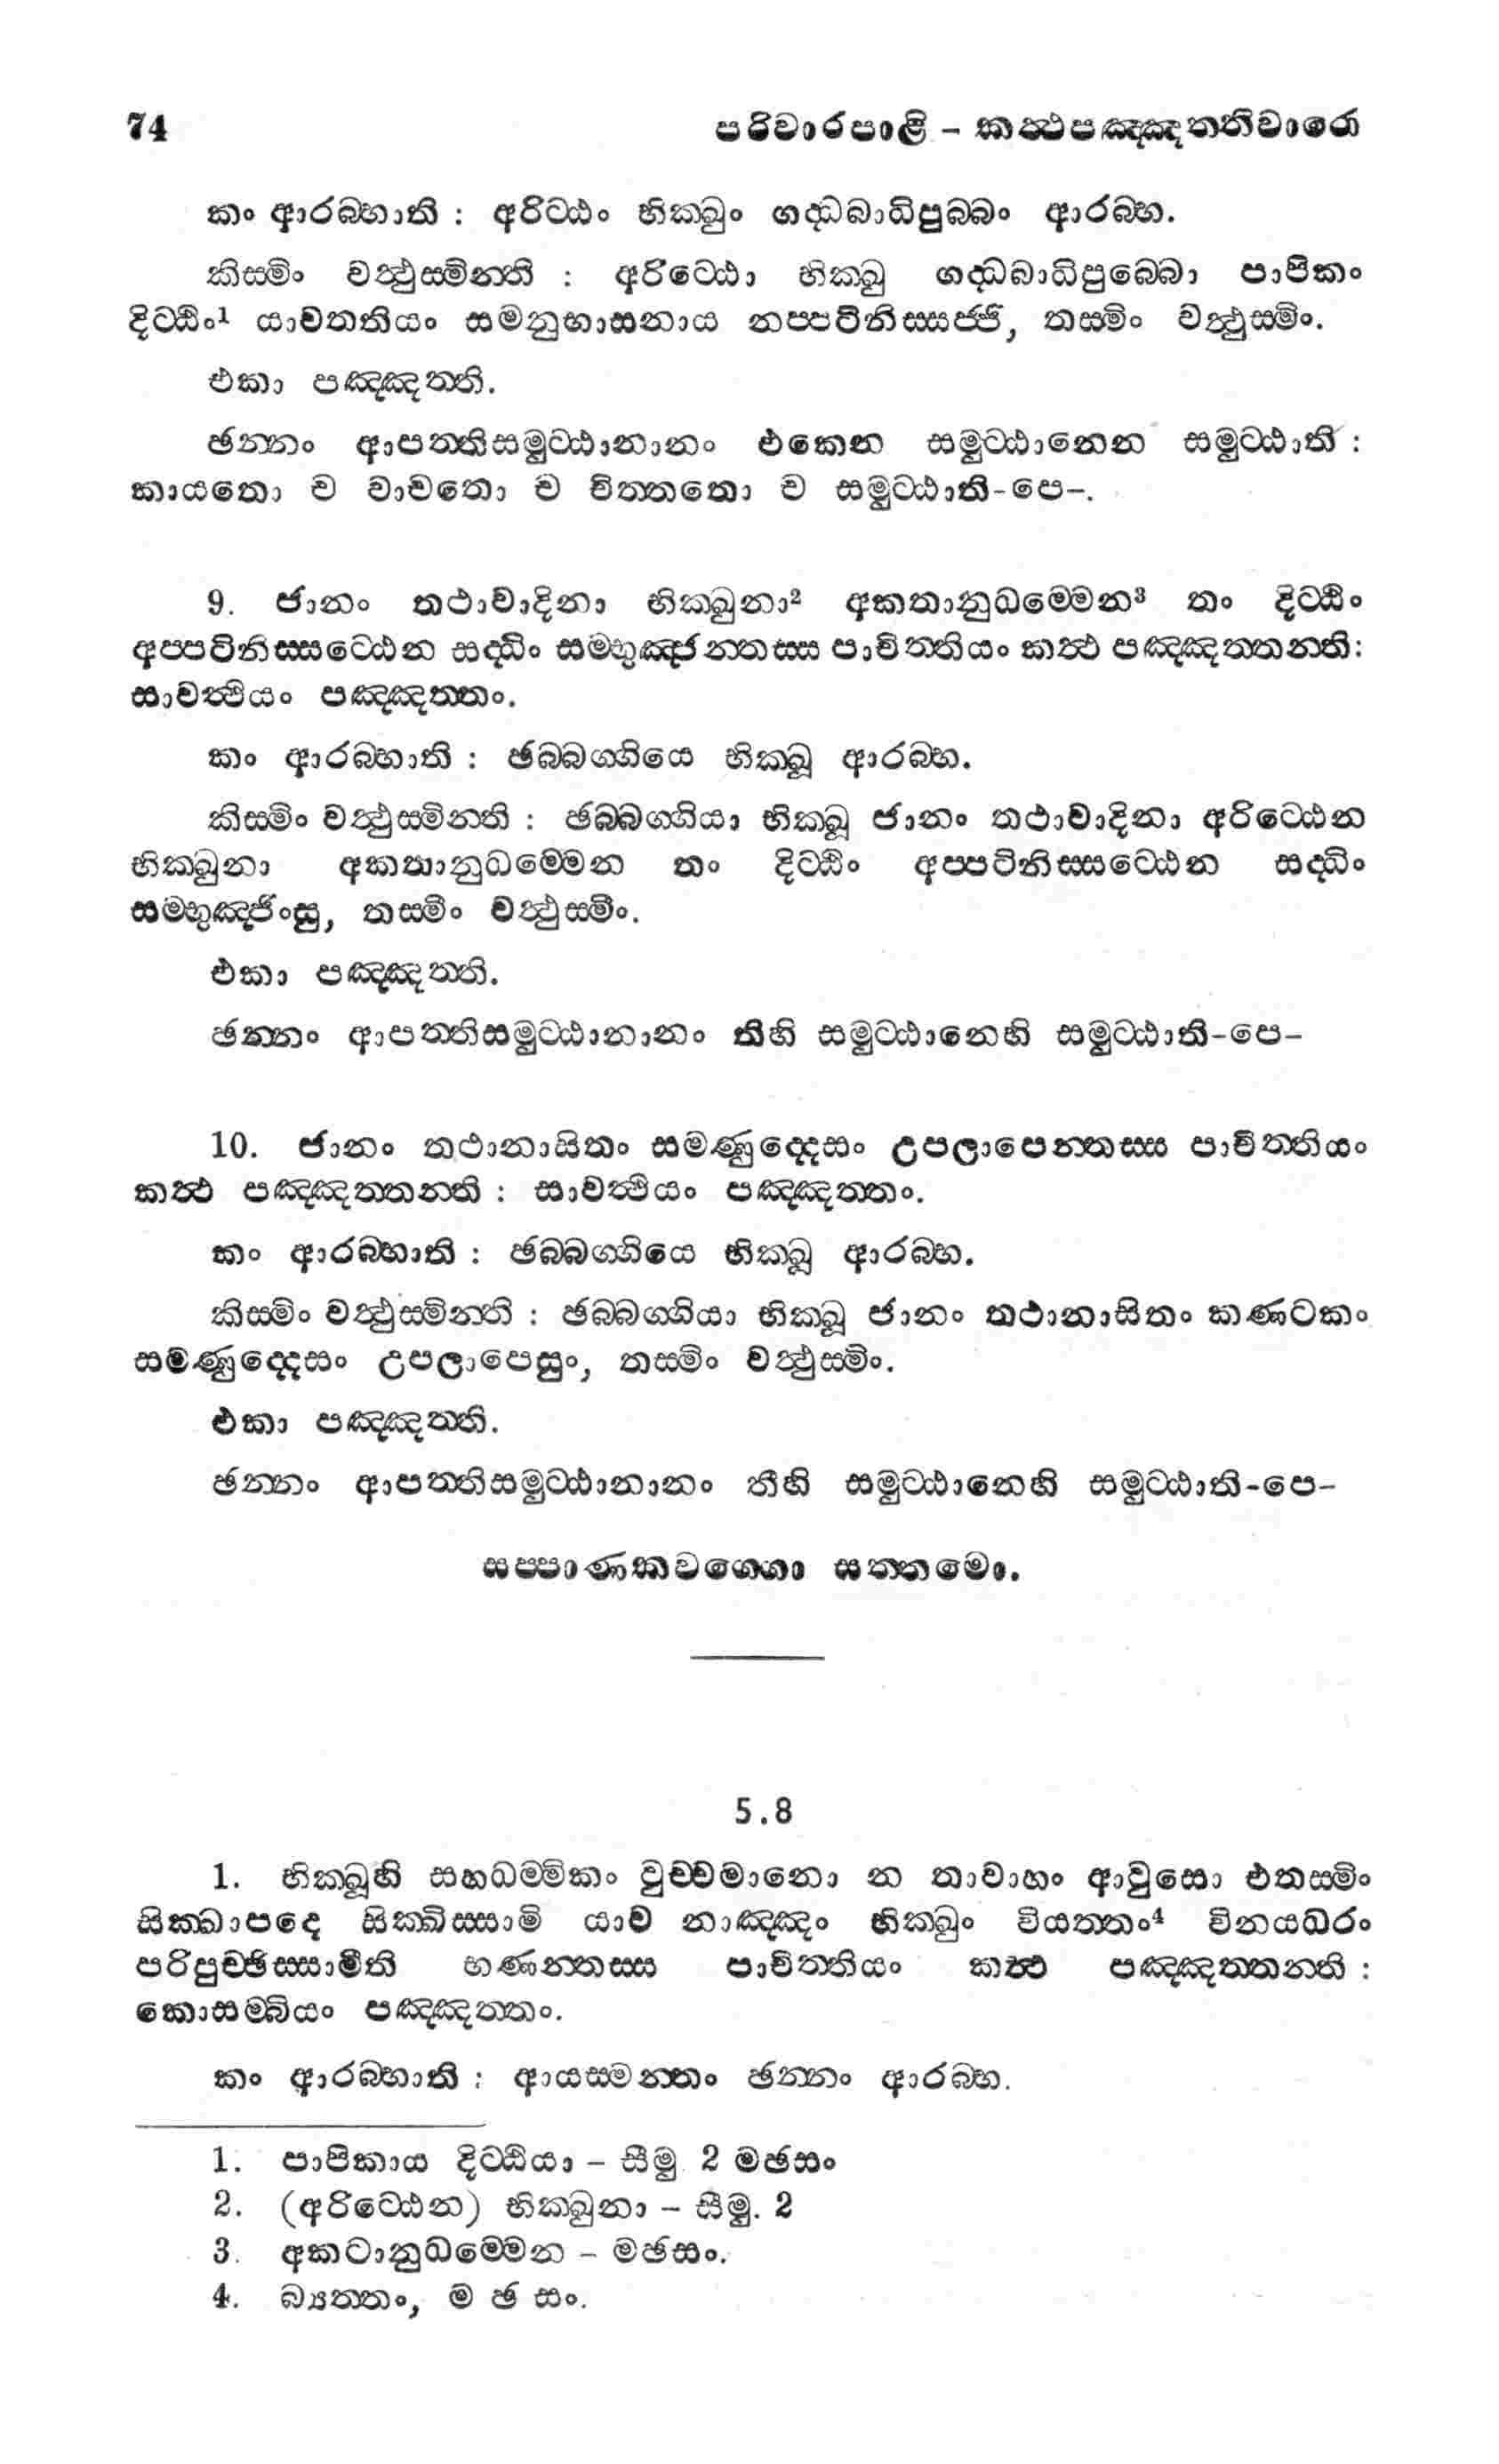 74 පරිවාරපාළි - කත්‍ථපඤ්ඤත්තිවාරො
කං ආරබ්භාති : අරිට්ඨං භික්ඛුං ගද්ධබාධිපුබ්බං ආරබ්භ.
කිස්මිං වත්‍ථුස්මින්ති : අරිට්ඨො භික්ඛු ගද්ධබාධිපුබ්බො පාපිකං
දිට්ඨිං¹ යාවතතියං සමනුභාසනාය නප්පටිනිස්සජ්ජි, තස්මිං වත්‍ථුස්මිං.
එකා පඤ්ඤත්ති.
ඡන්නං ආපත්තිසමුට්ඨානානං එකෙන සමුට්ඨානෙන සමුට්ඨාති :
කායතො ච වාචතො ච චිත්තතො ච සමුට්ඨාති-පෙ-.
9. ජානං තථාවාදිනා භික්ඛුනා² අකතානුධම්මෙන³ තං දිට්ඨිං
අප්පටිනිස්සට්ඨෙන සද්ධිං සම්භුඤ්ජන්තස්ස පාචිත්තියං කත්‍ථ පඤ්ඤත්තන්ති:
සාවත්‍ථියං පඤ්ඤත්තං.
කං ආරබ්භාති : ඡබ්බග්ගියෙ භික්ඛූ ආරබ්භ.
කිස්මිං වත්‍ථුස්මින්ති : ඡබ්බග්ගියා භික්ඛූ ජානං තථාවාදිනා අරිට්ඨෙන
භික්ඛුනා අකතානුධම්මෙන තං දිට්ඨිං අප්පටිනිස්සට්ඨෙන සද්ධිං
සම්භුඤ්ජිංසු, තස්මිං වත්‍ථුස්මිං.
එකා පඤ්ඤත්ති.
ඡන්නං ආපත්තිසමුට්ඨානානං තීහි සමුට්ඨානෙහි සමුට්ඨාති-පෙ-
10. ජානං තථානාසිතං සමණුද්දෙසං උපලාපෙන්තස්ස පාචිත්තියං
කත්‍ථ පඤ්ඤත්තන්ති : සාවත්‍ථියං පඤ්ඤත්තං.
කං ආරබ්භාති : ඡබ්බග්ගියෙ භික්ඛූ ආරබ්භ.
කිස්මිං වත්‍ථුස්මින්ති : ඡබ්බග්ගියා භික්ඛූ ජානං තථානාසිතං කණ්ටකං
සමණුද්දෙසං උපලාපෙසුං, තස්මිං වත්‍ථුස්මිං.
එකා පඤ්ඤත්ති.
ඡන්නං ආපත්තිසමුට්ඨානානං තීහි සමුට්ඨානෙහි සමුට්ඨාති-පෙ-
සප්පාණකවග්ගො සත්තමො.
5.8
1. භික්ඛූහි සහධම්මිකං වුච්චමානො න තාවාහං ආවුසො එතස්මිං
සික්ඛාපදෙ සික්ඛිස්සාමි යාව නාඤ්ඤං භික්ඛුං වියත්තං⁴ විනයධරං
පරිපුච්ඡිස්සාමීති භණන්තස්ස පාචිත්තියං කත්‍ථ පඤ්ඤත්තන්ති :
කොසම්බියං පඤ්ඤත්තං.
කං ආරබ්භාති : ආයස්මන්තං ඡන්නං ආරබ්භ.
1. පාපිකාය දිට්ඨියා - සීමු 2 මඡසං
2. (අරිට්ඨෙන) භික්ඛුනා - සීමු. 2
3. අකටානුධම්මෙන - මඡසං.
4. බ්‍යත්තං, ම ඡ සං.